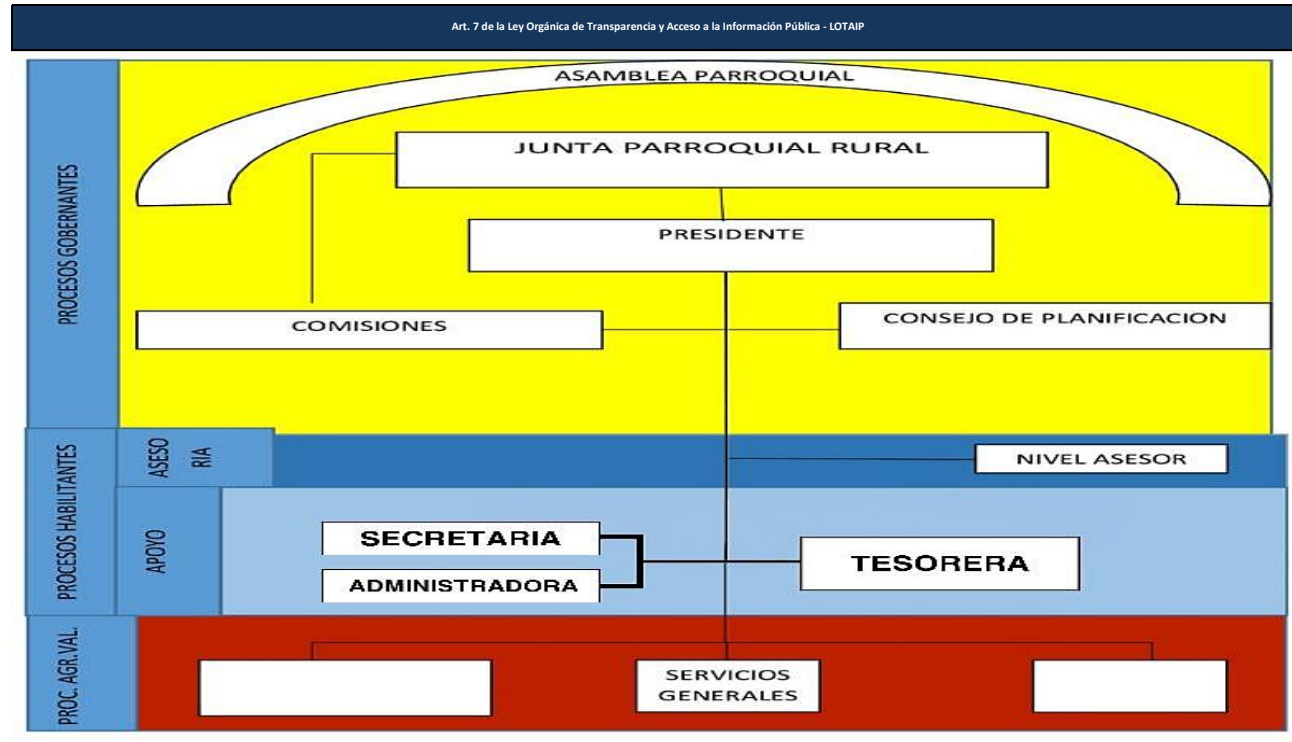 Art. 7 de la Ley Orgánica de Transparencia y Acceso a la Información Pública - LOTAIP
PROCESOS GOBERNANTES
ASAMBLEA PARROQUIAL
JUNTA PARROQUIAL RURAL
PRESIDENTE
COMISIONES
CONSEJO DE PLANIFICACION
PROCESOS HABILITANTES
ASESO
RIA
NIVEL ASESOR
APOYO
SECRETARIA
ADMINISTRADORA
TESORERA
PROC. AGR.VAL.
SERVICIOS
GENERALES